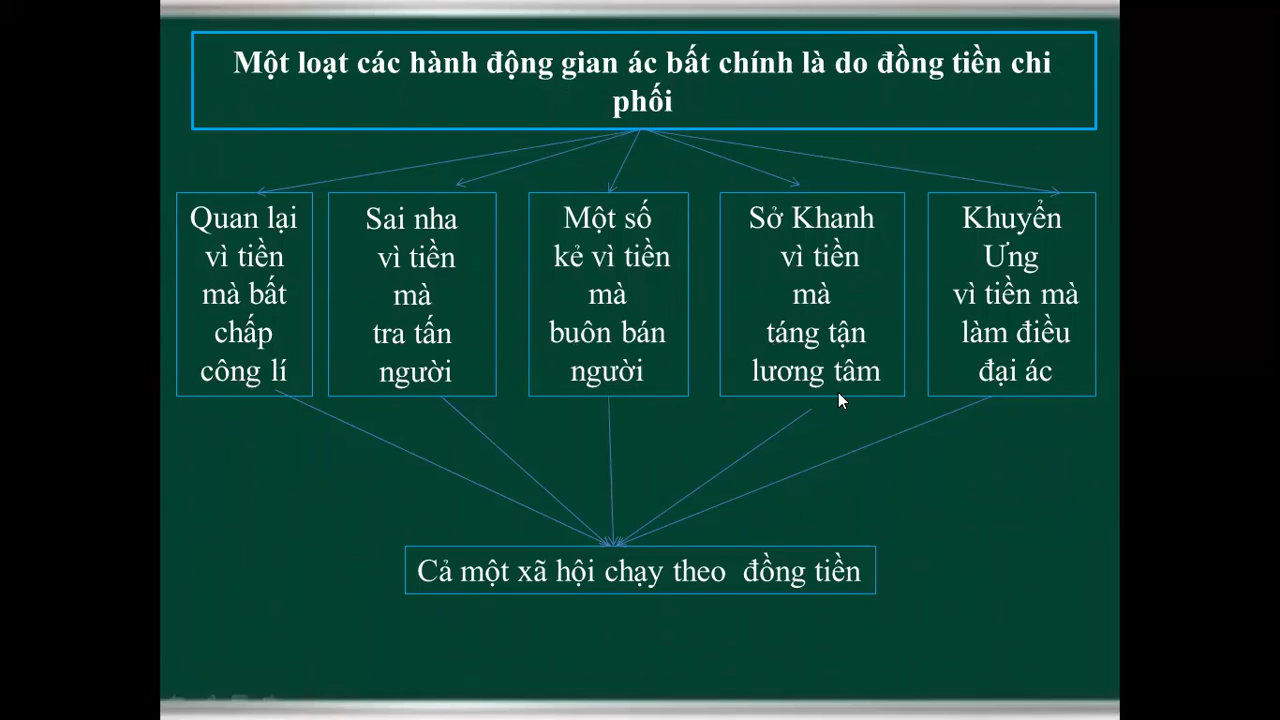 Một loạt các hành động gian ác bất chính là do đồng tiền chi
phối
Quan lại
vì tiền
mà bất
chấp
công lí
Sai nha
vì tiền
mà
tra tấn
người
Một số
kẻ vì tiền
mà
buôn bán
người
Sở Khanh
vì tiền
mà
táng tận
lương tâm
Khuyển
Ưng
vì tiền mà
làm điều
đại ác
Cả một xã hội chạy theo đồng tiền